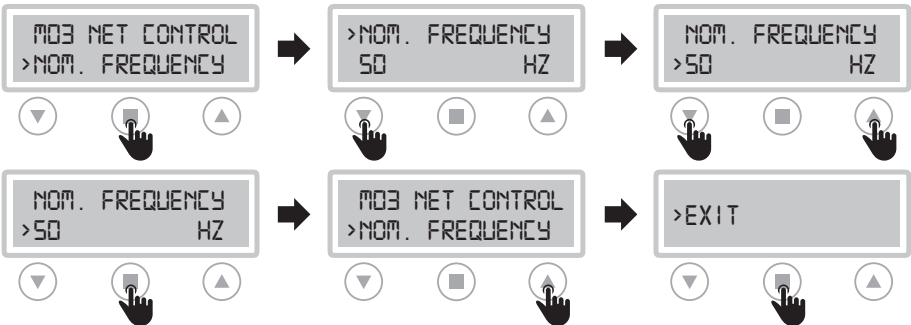 M03 NET CONTROL
>NOM. FREQUENCY
>NOM. FREQUENCY
50 HZ
NOM. FREQUENCY
>50 HZ
NOM. FREQUENCY
>50 HZ
M03 NET CONTROL
>NOM. FREQUENCY
>EXIT